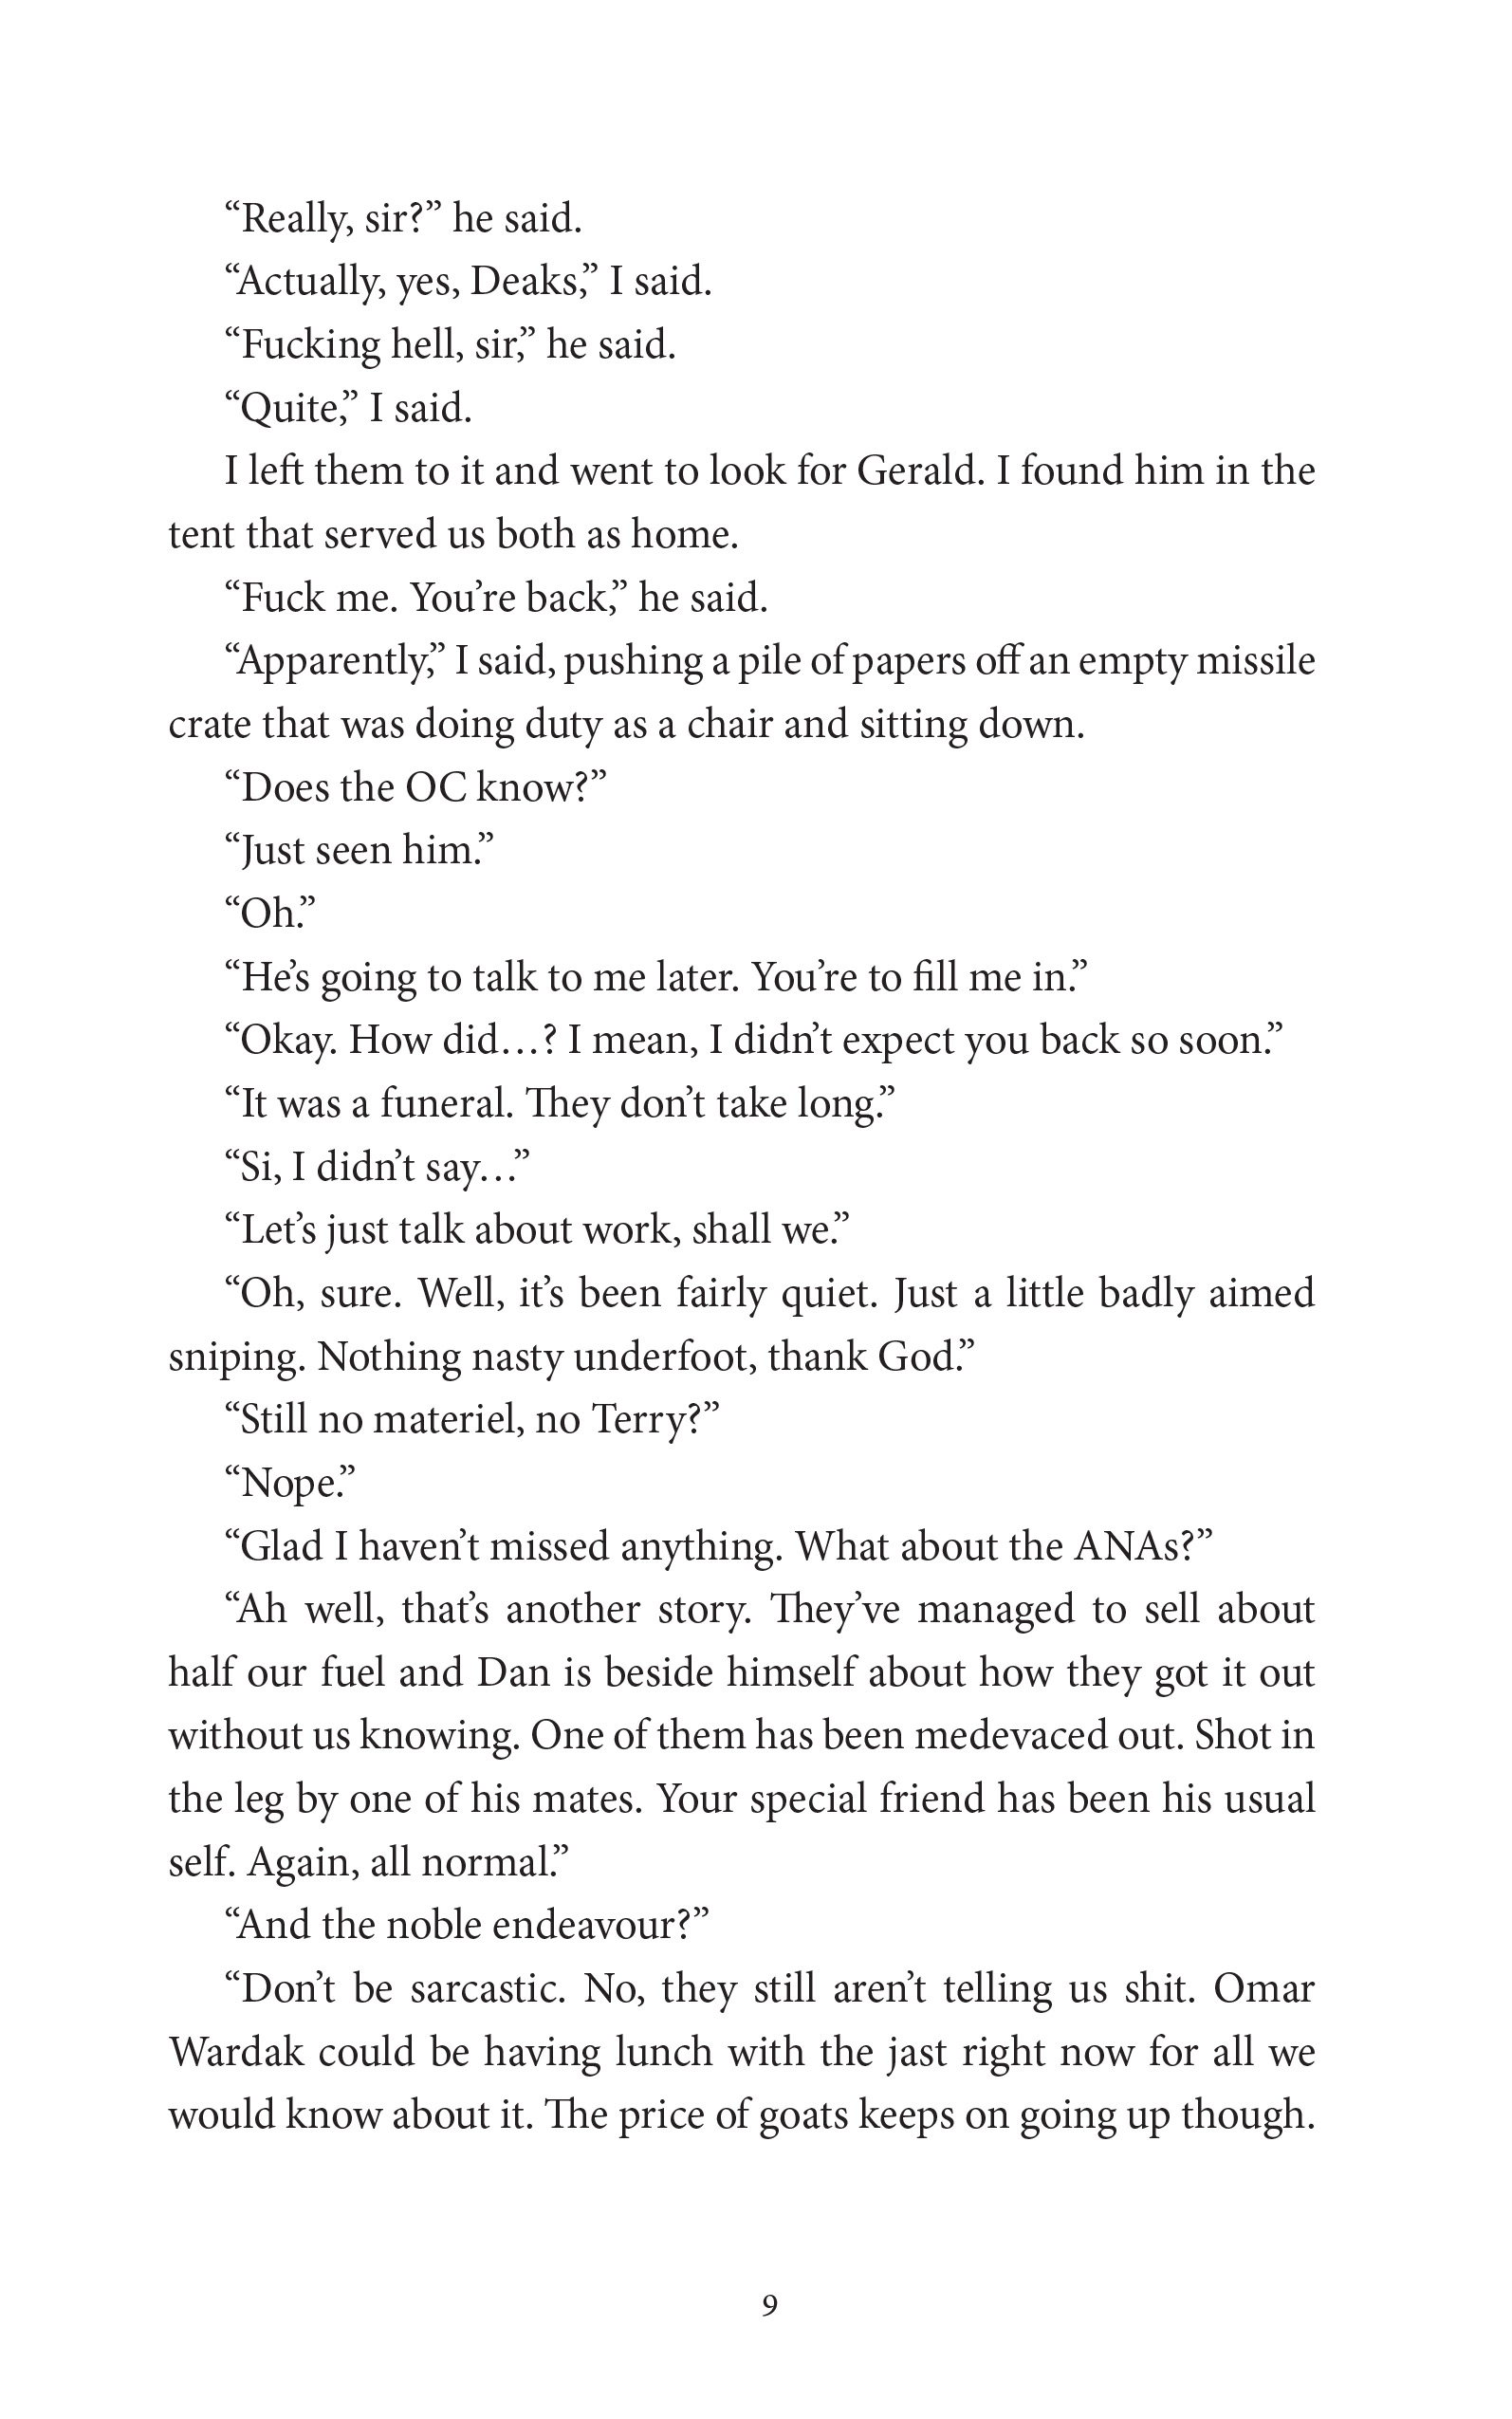 “Really, sir?” he said.
“Actually, yes, Deaks,” I said.
“Fucking hell, sir,” he said.
“Quite,” I said.
I left them to it and went to look for Gerald. I found him in the
tent that served us both as home.
“Fuck me. You’re back,” he said.
“Apparently,” I said, pushing a pile of papers off an empty missile
crate that was doing duty as a chair and sitting down.
“Does the OC know?”
“Just seen him.”
“Oh.”
“He’s going to talk to me later. You’re to fill me in.”
“Okay. How did…? I mean, I didn’t expect you back so soon.”
“It was a funeral. They don’t take long.”
“Si, I didn’t say…”
“Let’s just talk about work, shall we.”
“Oh, sure. Well, it’s been fairly quiet. Just a little badly aimed
sniping. Nothing nasty underfoot, thank God.”
“Still no materiel, no Terry?”
“Nope.”
“Glad I haven’t missed anything. What about the ANAs?”
“Ah well, that’s another story. They’ve managed to sell about
half our fuel and Dan is beside himself about how they got it out
without us knowing. One of them has been medevaced out. Shot in
the leg by one of his mates. Your special friend has been his usual
self. Again, all normal.”
“And the noble endeavour?”
“Don’t be sarcastic. No, they still aren’t telling us shit. Omar
Wardak could be having lunch with the jast right now for all we
would know about it. The price of goats keeps on going up though.
9